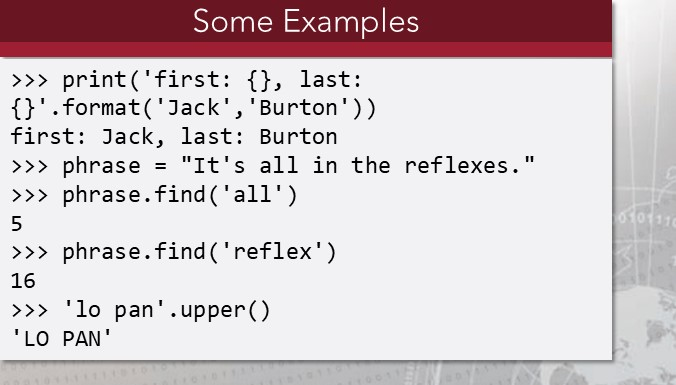 Some Examples
>>> print('first: {}, last:
{}'.format('Jack','Burton'))
first: Jack, last: Burton
>>> phrase = "It's all in the reflexes."
>>> phrase.find('all')
5
>>> phrase.find('reflex')
16
>>> 'lo pan'.upper()
'LO PAN'